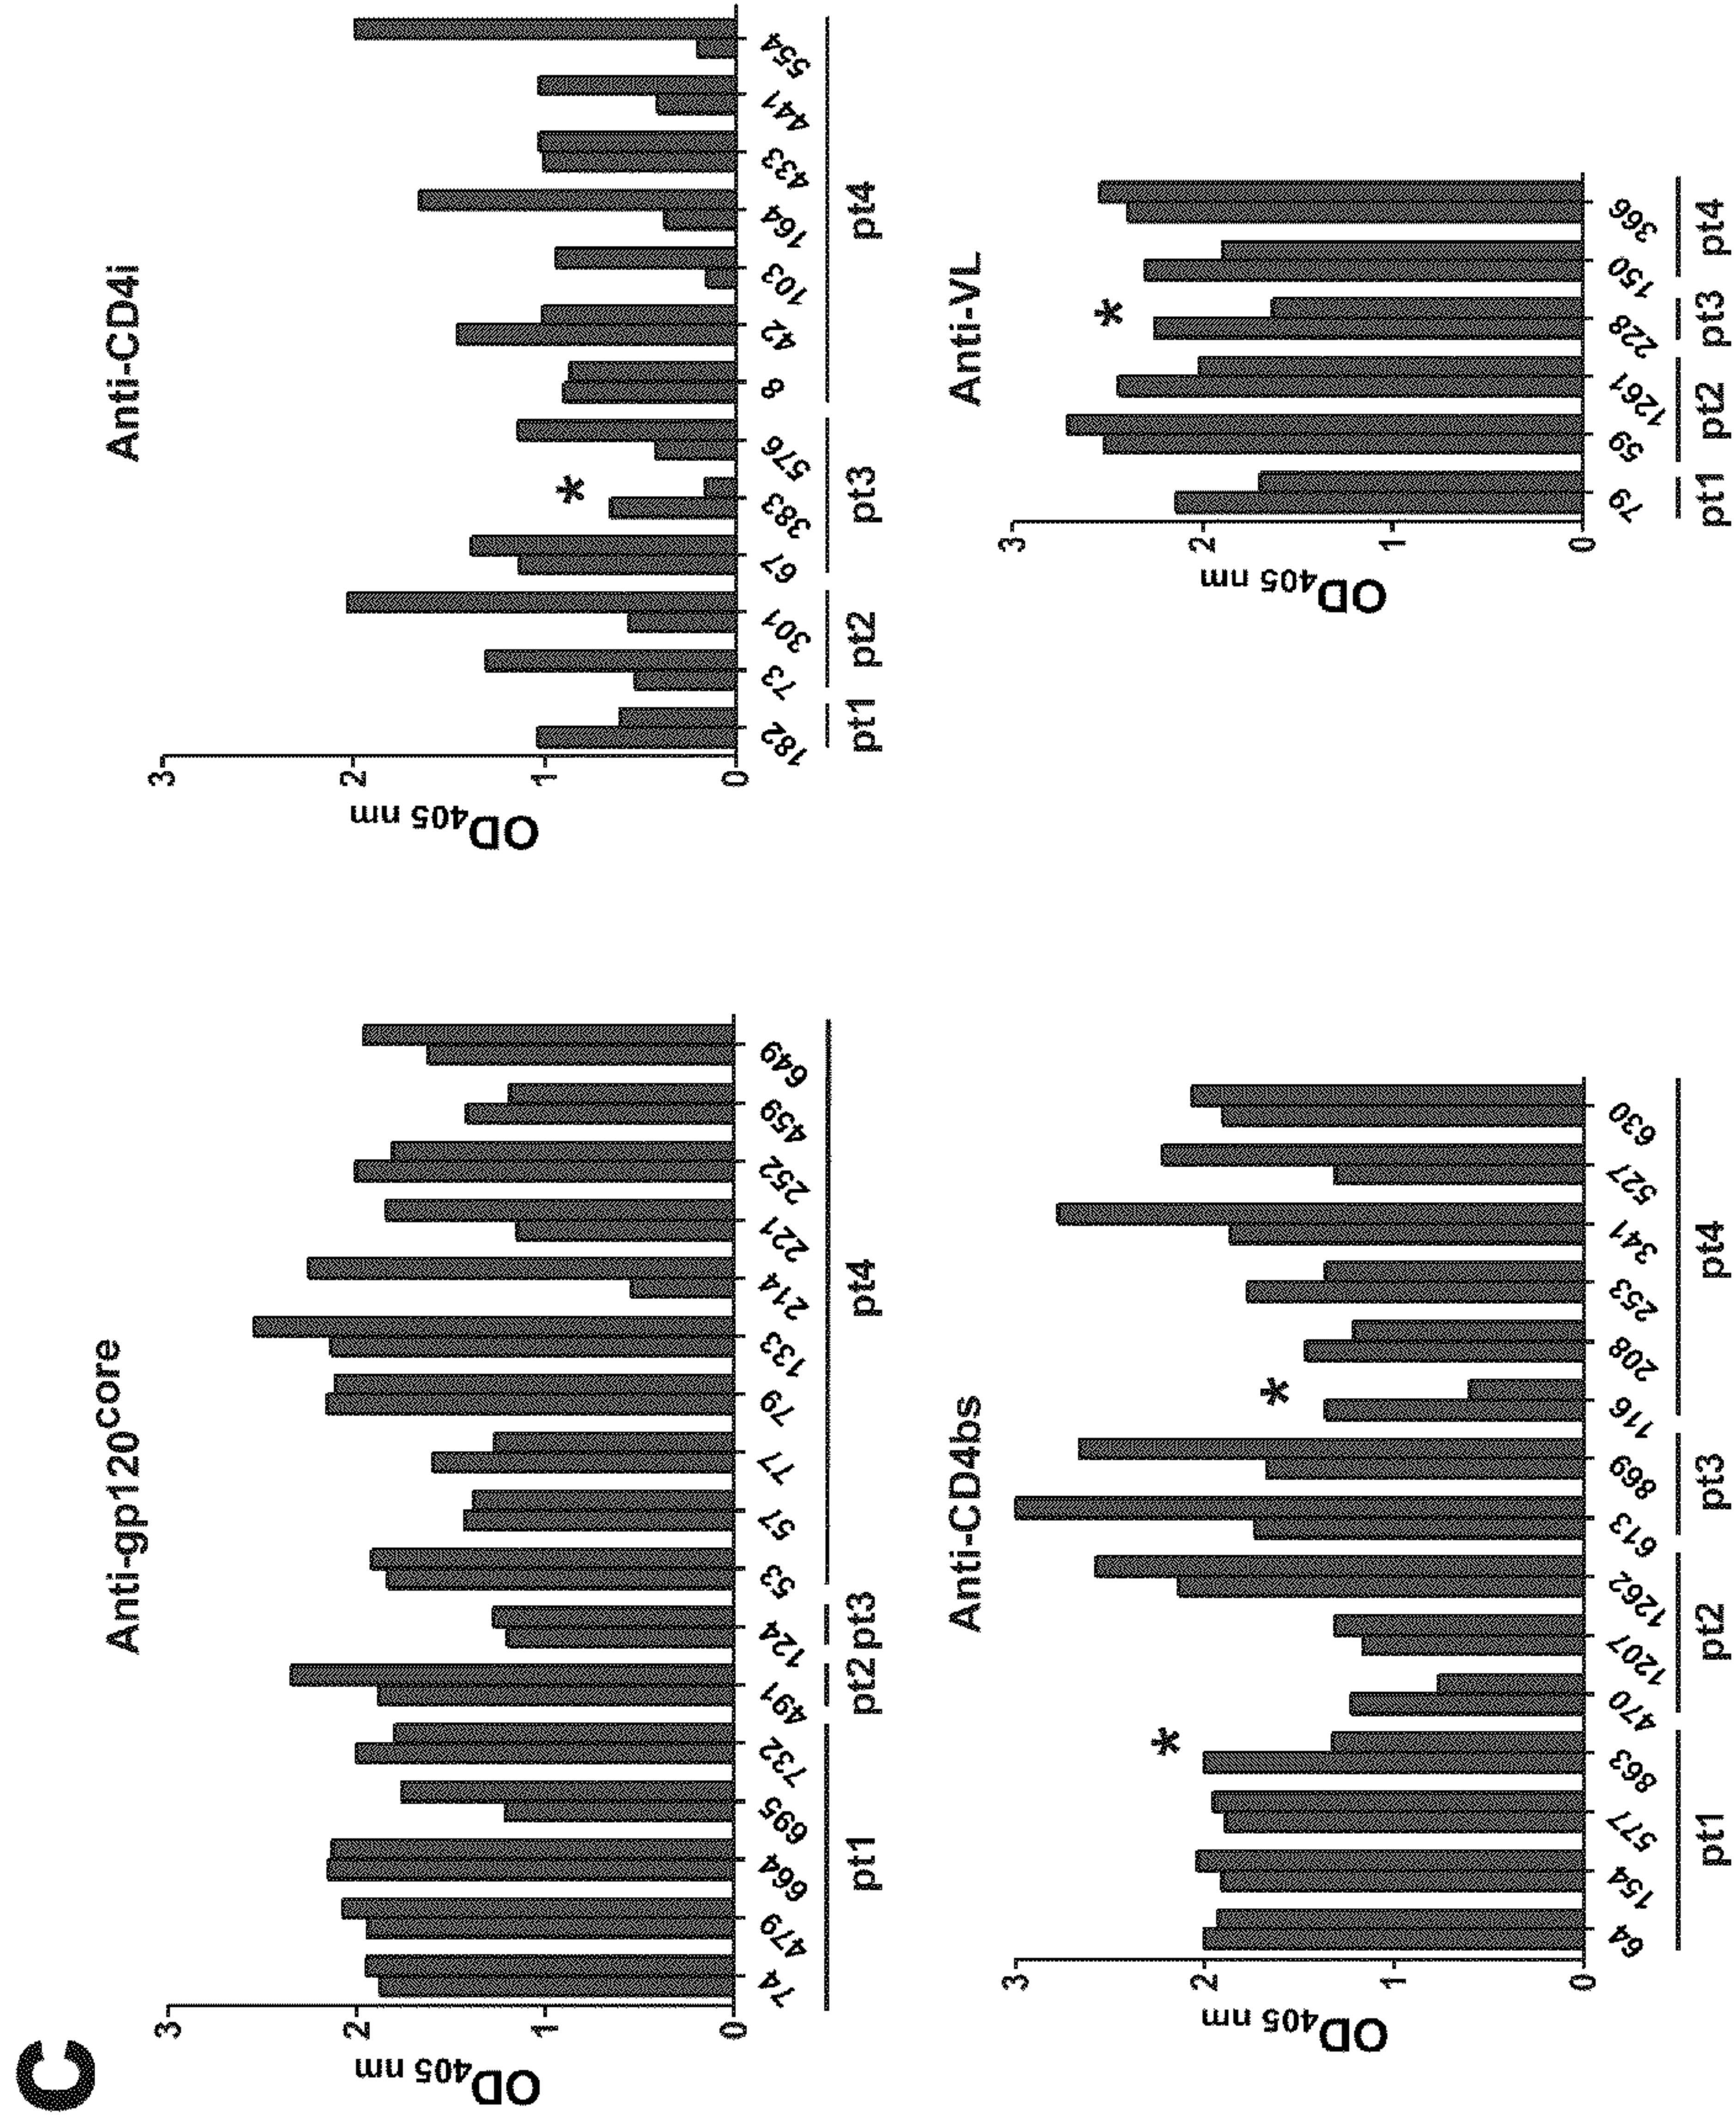 C
Anti-gp120core
OD405 nm
3
2
1
0
74 479 664 695 732 491 124 53 57 77 79 133 214 221 252 459 649
pt1 pt2 pt3 pt4
Anti-CD4i
OD405 nm
3
2
1
0
*
182 73 301 67 383 576 8 42 103 164 433 441 554
pt1 pt2 pt3 pt4
Anti-CD4bs
OD405 nm
3
2
1
0
* *
64 154 577 863 470 1207 1262 613 869 116 208 253 341 527 630
pt1 pt2 pt3 pt4
Anti-VL
OD405 nm
3
2
1
0
*
79 59 1261 228 150 366
pt1 pt2 pt3 pt4